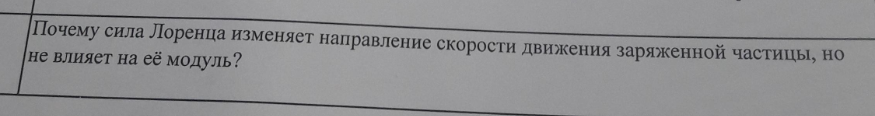 Почему сила Лоренца изменяет направление скорости движения заряженной частицы, но
не влияет на её модуль?